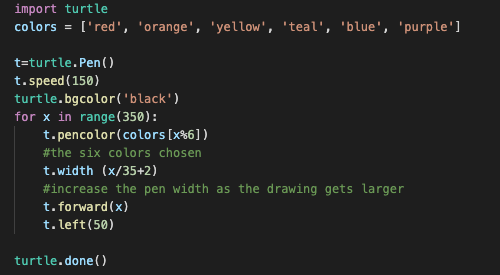 import turtle
colors = ['red', 'orange', 'yellow', 'teal', 'blue', 'purple']

t=turtle.Pen()
t.speed(150)
turtle.bgcolor('black')
for x in range(350):
    t.pencolor(colors[x%6])
    #the six colors chosen
    t.width (x/35+2)
    #increase the pen width as the drawing gets larger
    t.forward(x)
    t.left(50)

turtle.done()